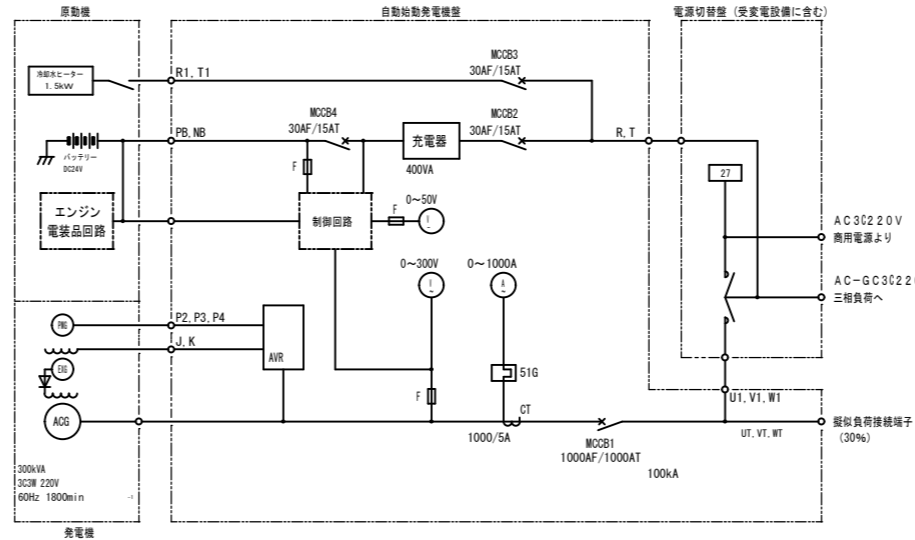 原動機
自動始動発電機盤
電源切替盤 (受変電設備に含む)
冷却水ヒーター
1.5kW
R1,T1
MCCB3
30AF/15AT
バッテリー
DC24V
PB,NB
MCCB4
30AF/15AT
充電器
400VA
MCCB2
30AF/15AT
R,T
F
27
エンジン
電装品回路
制御回路
F
0～50V
AC3ⵛ220V
商用電源より
0～300V
0～1000A
A
AC-GC3ⵛ22
三相負荷へ
PMG
P2,P3,P4
J,K
AVR
EXG
51G
F
ACG
CT
1000/5A
MCCB1
1000AF/1000AT
100kA
U1,V1,W1
UT,VT,WT
擬似負荷接続端子
(30%)
300kVA
3C3W 220V
60Hz 1800min -1
発電機